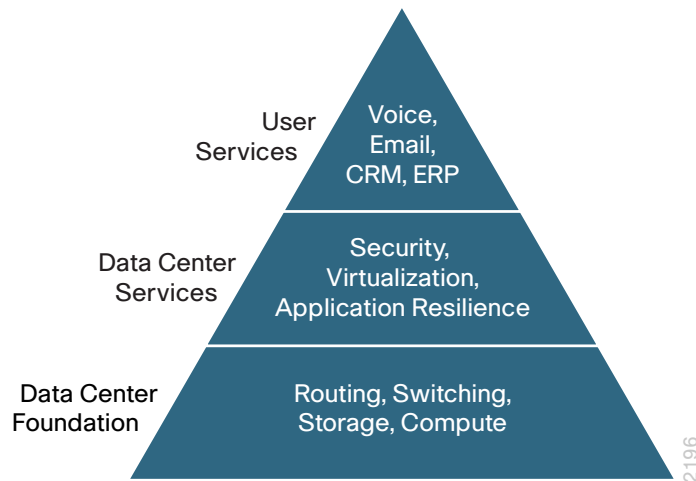 User
Services
Voice,
Email,
CRM, ERP
Data Center
Services
Security,
Virtualization,
Application Resilience
Data Center
Foundation
Routing, Switching,
Storage, Compute
2196